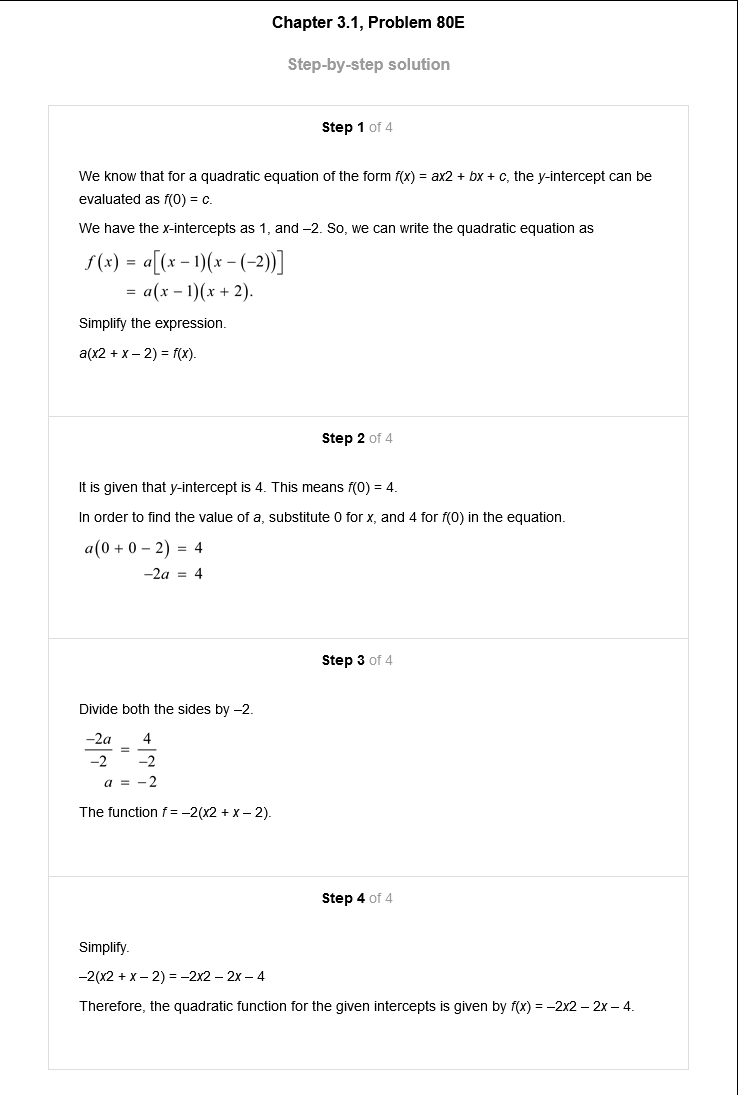 Chapter 3.1, Problem 80E
Step-by-step solution
Step 1 of 4
We know that for a quadratic equation of the form f(x) = ax2 + bx + c, the y-intercept can be
evaluated as f(0) = c.
We have the x-intercepts as 1, and –2. So, we can write the quadratic equation as
f(x) = a[(x − 1)(x − (−2))]
= a(x − 1)(x + 2).
Simplify the expression.
a(x2 + x – 2) = f(x).
Step 2 of 4
It is given that y-intercept is 4. This means f(0) = 4.
In order to find the value of a, substitute 0 for x, and 4 for f(0) in the equation.
a(0 + 0 − 2) = 4
−2a = 4
Step 3 of 4
Divide both the sides by –2.
−2a/−2 = 4/−2
a = −2
The function f = –2(x2 + x – 2).
Step 4 of 4
Simplify.
–2(x2 + x – 2) = –2x2 – 2x – 4
Therefore, the quadratic function for the given intercepts is given by f(x) = –2x2 – 2x – 4.